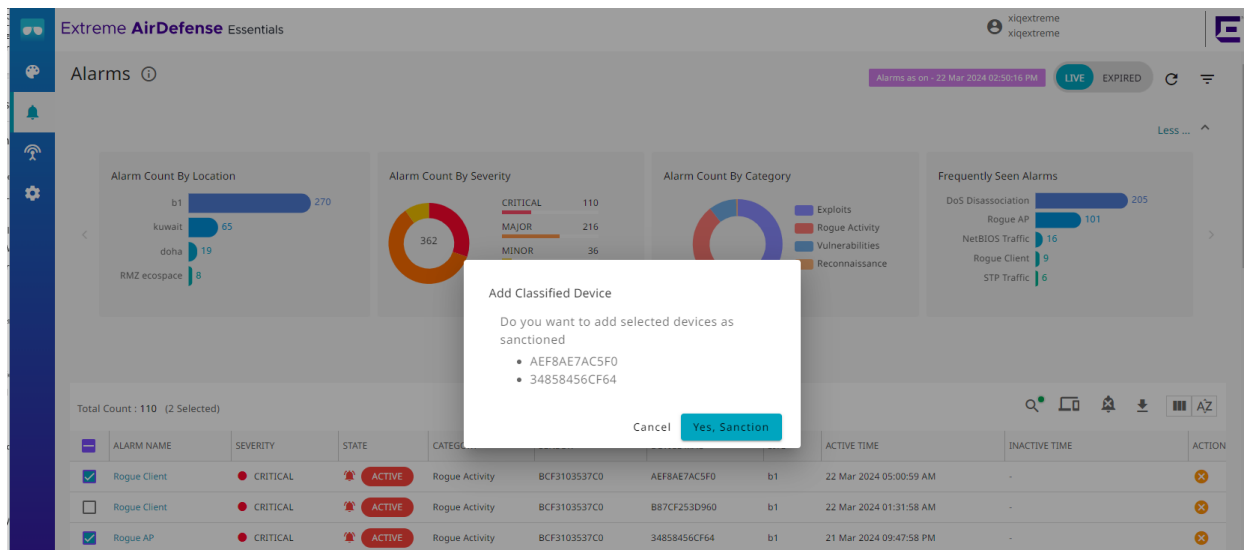 Extreme AirDefense Essentials
xiqextreme
xiqextreme
Alarms
Alarms as on - 22 Mar 2024 02:50:16 PM
LIVE
EXPIRED
Less ...
Alarm Count By Location
b1 270
kuwait 65
doha 19
RMZ ecospace 8
Alarm Count By Severity
362
CRITICAL 110
MAJOR 216
MINOR 36
Alarm Count By Category
Exploits
Rogue Activity
Vulnerabilities
Reconnaissance
Frequently Seen Alarms
DoS Disassociation 205
Rogue AP 101
NetBIOS Traffic 16
Rogue Client 9
STP Traffic 6
Add Classified Device
Do you want to add selected devices as
sanctioned
AEF8AE7AC5F0
34858456CF64
Cancel
Yes, Sanction
Total Count : 110 (2 Selected)
ALARM NAME SEVERITY STATE ACTIVE TIME INACTIVE TIME ACTION
Rogue Client CRITICAL ACTIVE Rogue Activity BCF3103537C0 AEF8AE7AC5F0 b1 22 Mar 2024 05:00:59 AM -
Rogue Client CRITICAL ACTIVE Rogue Activity BCF3103537C0 B87CF253D960 b1 22 Mar 2024 01:31:58 AM -
Rogue AP CRITICAL ACTIVE Rogue Activity BCF3103537C0 34858456CF64 b1 21 Mar 2024 09:47:58 PM -